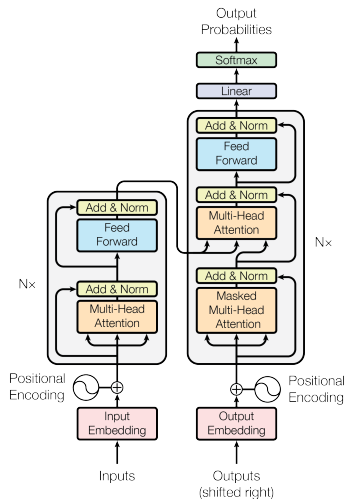 Output
Probabilities
Softmax
Linear
Add & Norm
Feed
Forward
Add & Norm
Multi-Head
Attention
Add & Norm
Masked
Multi-Head
Attention
Nx
Add & Norm
Feed
Forward
Add & Norm
Multi-Head
Attention
Nx
Positional
Encoding
Positional
Encoding
Input
Embedding
Output
Embedding
Inputs
Outputs
(shifted right)